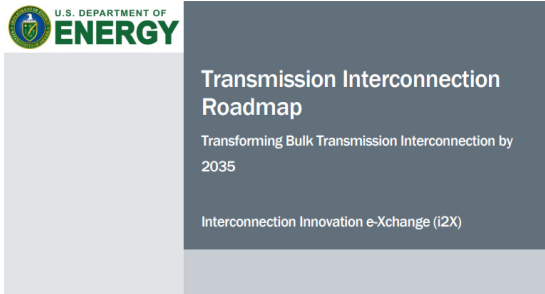 U.S. DEPARTMENT OF
ENERGY
Transmission Interconnection
Roadmap
Transforming Bulk Transmission Interconnection by
2035
Interconnection Innovation e-Xchange (i2X)